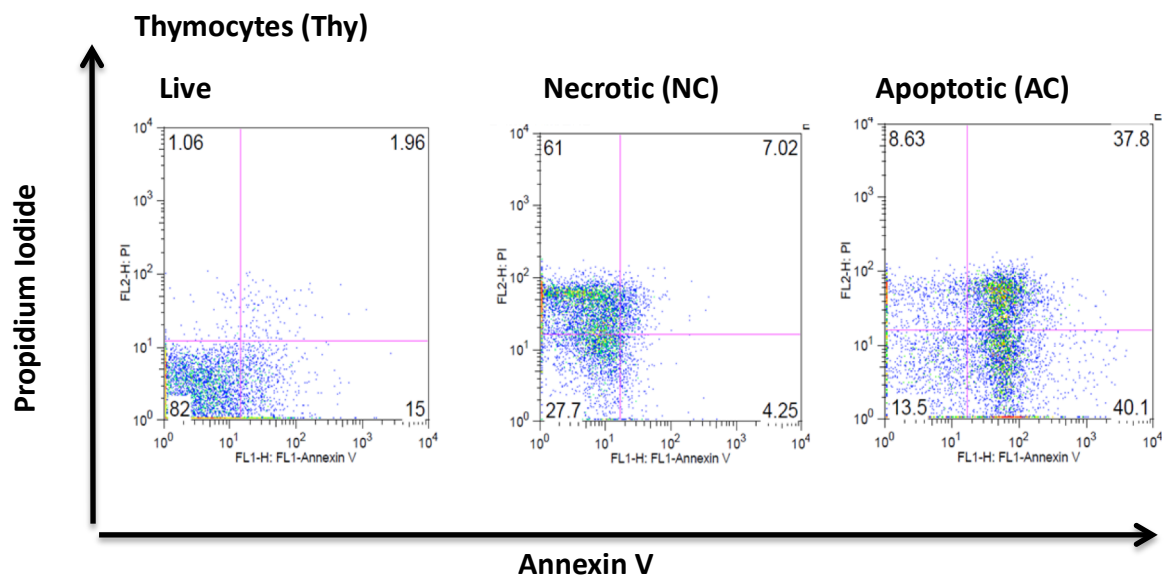 Thymocytes (Thy)
Live
Necrotic (NC)
Apoptotic (AC)
Propidium Iodide
10⁴
10³
10²
10¹
10⁰
FL2-H: PI
1.06
1.96
82
15
10⁰ 10¹ 10² 10³ 10⁴
FL1-H: FL1-Annexin V
10⁴
10³
10²
10¹
10⁰
FL2-H: PI
61
7.02
27.7
4.25
10⁰ 10¹ 10² 10³ 10⁴
FL1-H: FL1-Annexin V
10⁴
10³
10²
10¹
10⁰
FL2-H: PI
8.63
37.8
13.5
40.1
10⁰ 10¹ 10² 10³ 10⁴
FL1-H: FL1-Annexin V
Annexin V